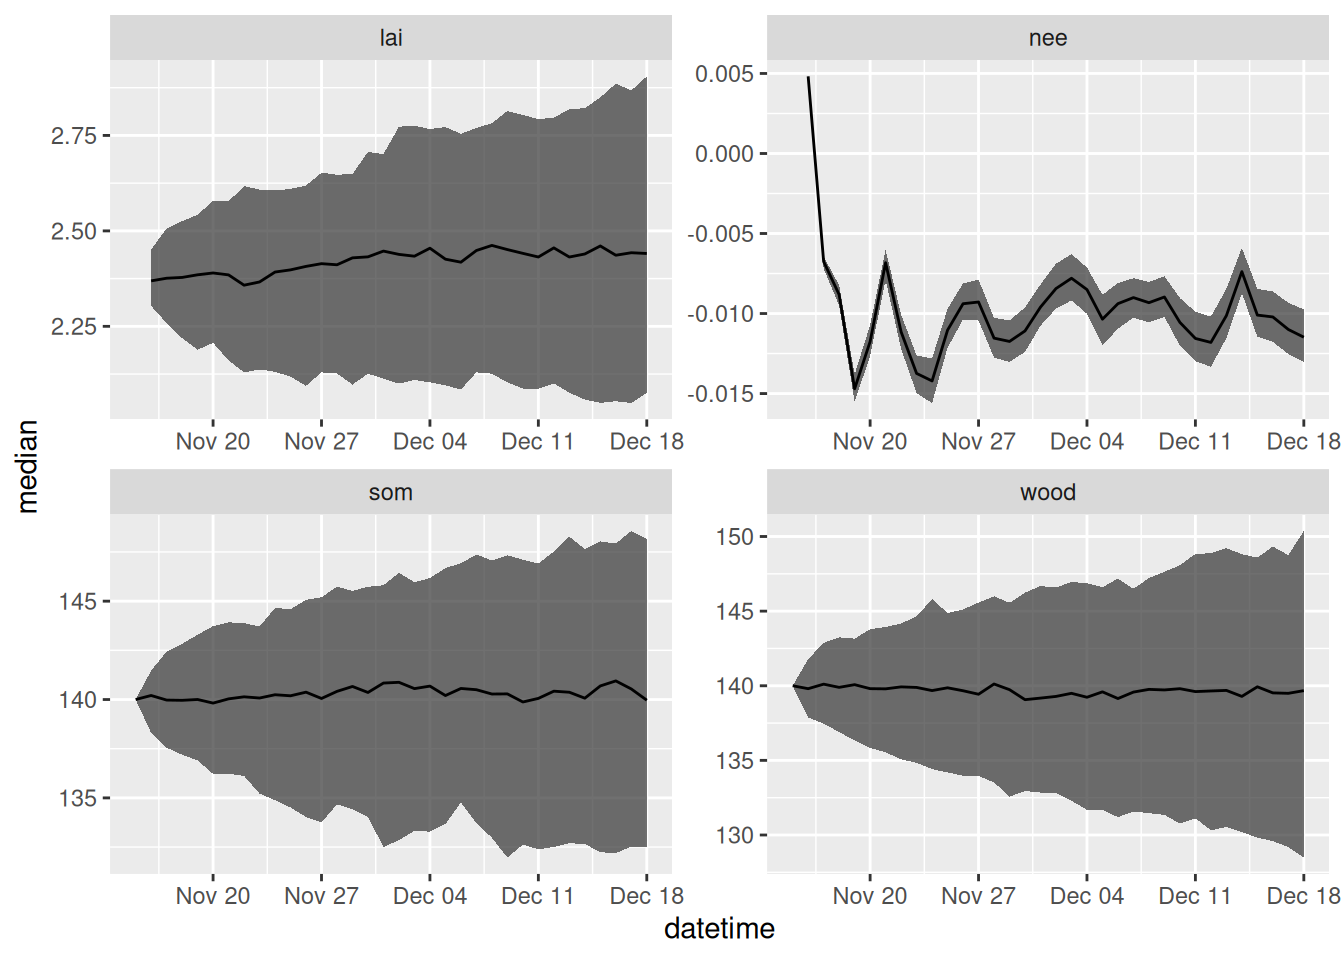 lai
nee
2.75
2.50
2.25
0.005
0.000
-0.005
-0.010
-0.015
Nov 20 Nov 27 Dec 04 Dec 11 Dec 18
Nov 20 Nov 27 Dec 04 Dec 11 Dec 18
median
som
wood
145
140
135
150
145
140
135
130
Nov 20 Nov 27 Dec 04 Dec 11 Dec 18
Nov 20 Nov 27 Dec 04 Dec 11 Dec 18
datetime